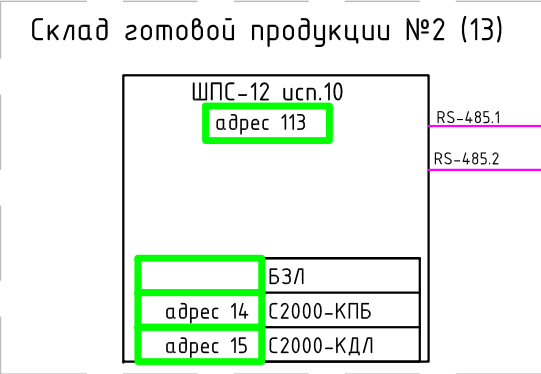 Склад готовой продукции №2 (13)
ШПС-12 исп.10
адрес 113
RS-485.1
RS-485.2
БЗЛ
адрес 14 С2000-КПБ
адрес 15 С2000-КДЛ